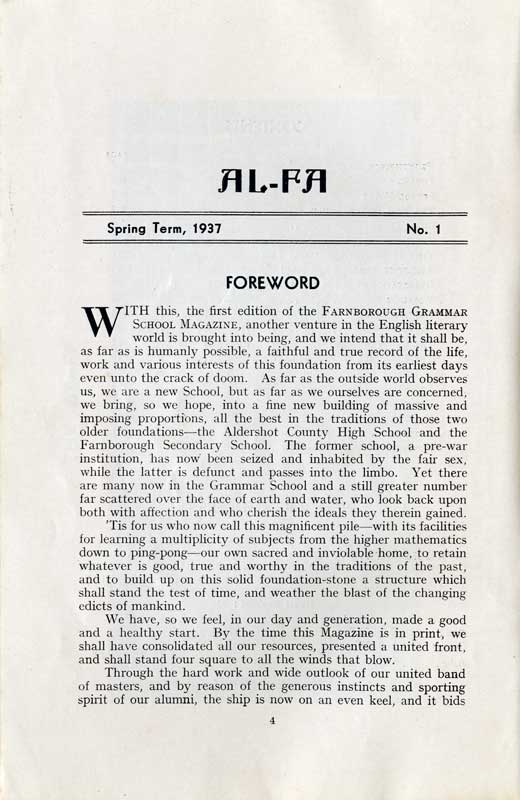 AL-FA
Spring Term, 1937 No. 1
FOREWORD
WITH this, the first edition of the FARNBOROUGH GRAMMAR
SCHOOL MAGAZINE, another venture in the English literary
world is brought into being, and we intend that it shall be,
as far as is humanly possible, a faithful and true record of the life,
work and various interests of this foundation from its earliest days
even unto the crack of doom. As far as the outside world observes
us, we are a new School, but as far as we ourselves are concerned,
we bring, so we hope, into a fine new building of massive and
imposing proportions, all the best in the traditions of those two
older foundations—the Aldershot County High School and the
Farnborough Secondary School. The former school, a pre-war
institution, has now been seized and inhabited by the fair sex,
while the latter is defunct and passes into the limbo. Yet there
are many now in the Grammar School and a still greater number
far scattered over the face of earth and water, who look back upon
both with affection and who cherish the ideals they therein gained.
'Tis for us who now call this magnificent pile—with its facilities
for learning a multiplicity of subjects from the higher mathematics
down to ping-pong—our own sacred and inviolable home, to retain
whatever is good, true and worthy in the traditions of the past,
and to build up on this solid foundation-stone a structure which
shall stand the test of time, and weather the blast of the changing
edicts of mankind.
We have, so we feel, in our day and generation, made a good
and a healthy start. By the time this Magazine is in print, we
shall have consolidated all our resources, presented a united front,
and shall stand four square to all the winds that blow.
Through the hard work and wide outlook of our united band
of masters, and by reason of the generous instincts and sporting
spirit of our alumni, the ship is now on an even keel, and it bids
4